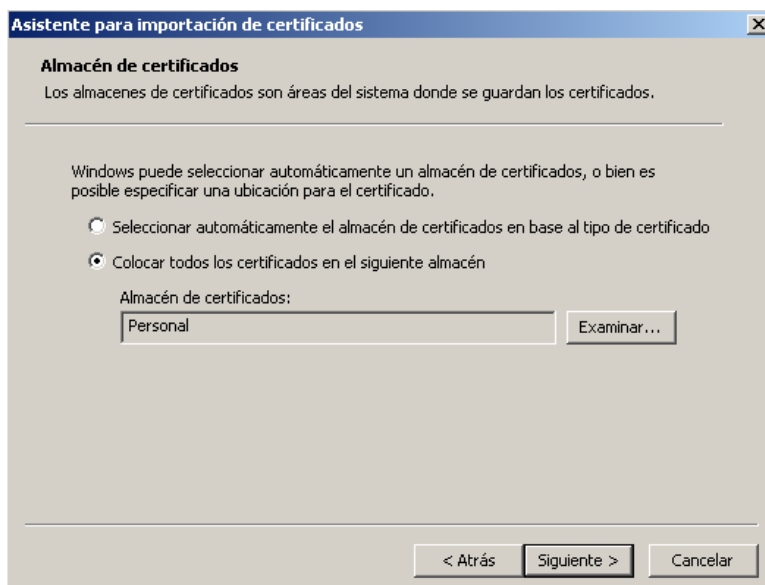 Asistente para importación de certificados
Almacén de certificados
Los almacenes de certificados son áreas del sistema donde se guardan los certificados.
Windows puede seleccionar automáticamente un almacén de certificados, o bien es
posible especificar una ubicación para el certificado.
Seleccionar automáticamente el almacén de certificados en base al tipo de certificado
Colocar todos los certificados en el siguiente almacén
Almacén de certificados:
Personal
Examinar...
< Atrás
Siguiente >
Cancelar